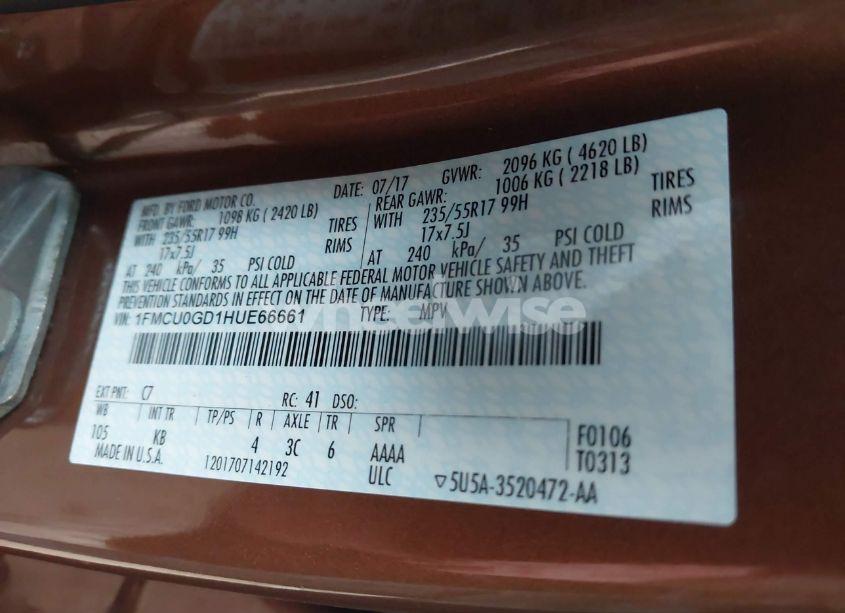 MFD. BY FORD MOTOR CO. DATE: 07/17 GVWR: 2096 KG ( 4620 LB)
FRONT GAWR: 1098 KG ( 2420 LB) REAR GAWR: 1006 KG ( 2218 LB)
WITH 235/55R17 99H TIRES WITH 235/55R17 99H TIRES
17x7.5J RIMS 17x7.5J RIMS
AT 240 kPa/ 35 PSI COLD AT 240 kPa/ 35 PSI COLD
THIS VEHICLE CONFORMS TO ALL APPLICABLE FEDERAL MOTOR VEHICLE SAFETY AND THEFT
PREVENTION STANDARDS IN EFFECT ON THE DATE OF MANUFACTURE SHOWN ABOVE.
VIN: 1FMCU0GD1HUE66661 TYPE: MPV
wheelwise
EXT PNT: C7 RC: 41 DSO:
WB INT TR TP/PS R AXLE TR SPR
105 KB 4 3C 6 AAAA F0106
MADE IN U.S.A. 1201707142192 ULC T0313
▽5U5A-3520472-AA